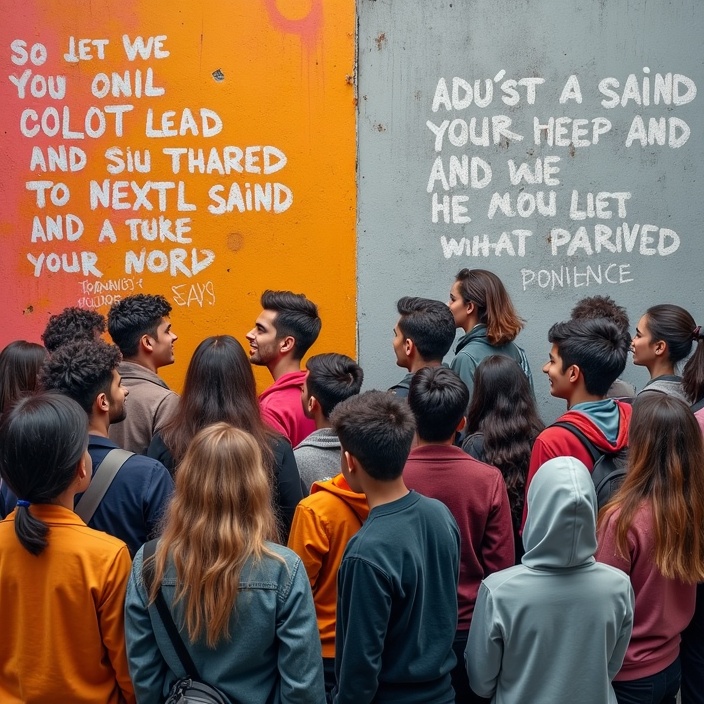 SO LET WE
YOU ONIL
COLOT LEAD
AND SIU THARED
TO NEXTL SAIND
AND A TUKE
YOUR NORD
EAYS
ADU'ST A SAIND
YOUR HEEP AND
AND WE
HE MOU LIET
WHAT PARIVED
PONIENCE